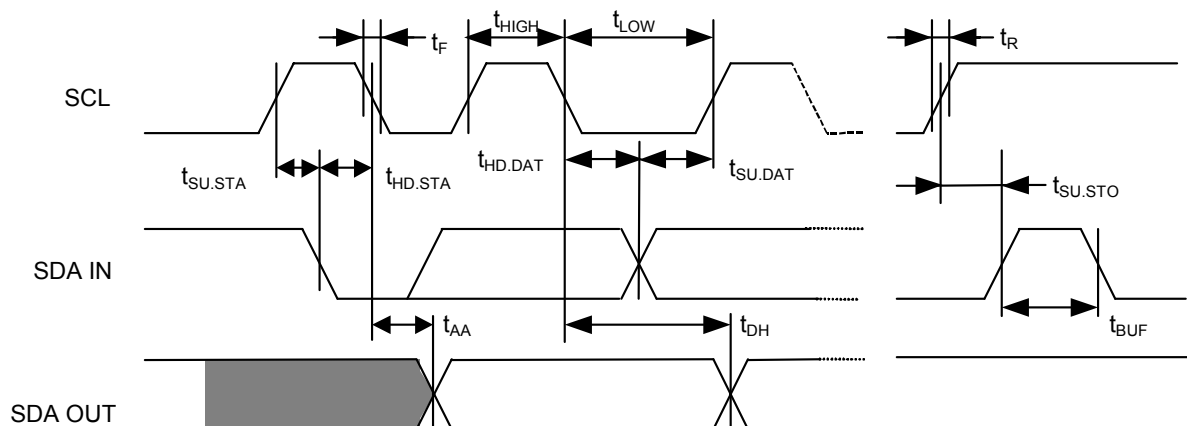 tHIGH
tLOW
tF
tR
SCL
tSU.STA
tHD.STA
tHD.DAT
tSU.DAT
tSU.STO
SDA IN
tAA
tDH
tBUF
SDA OUT